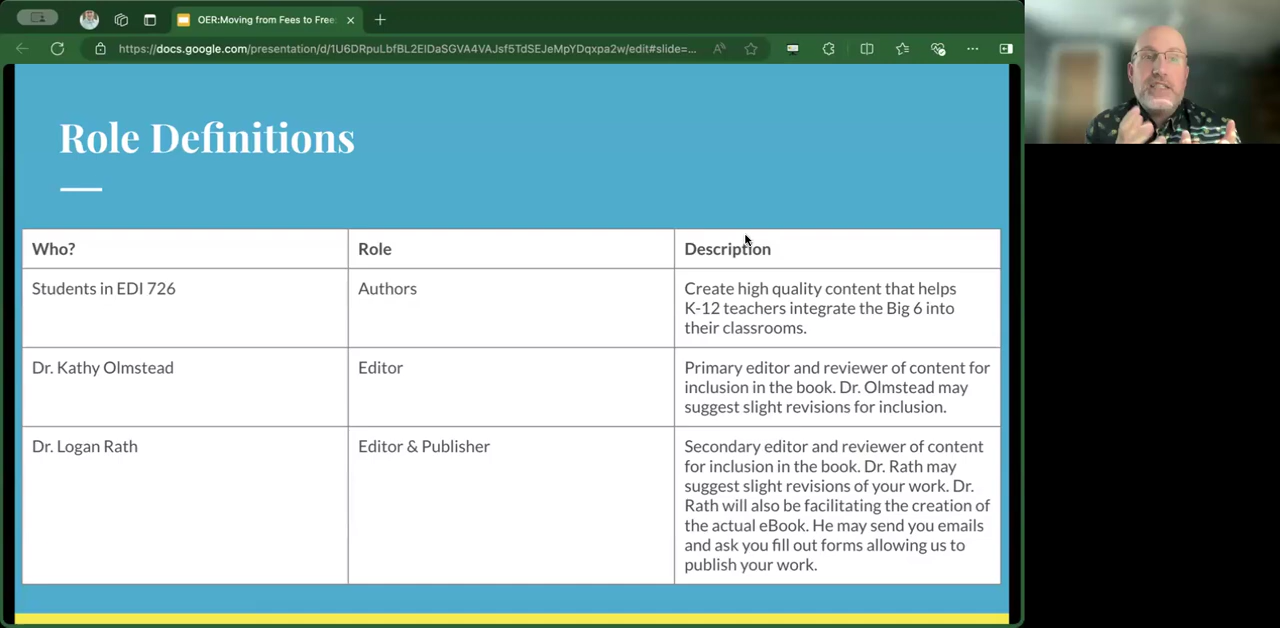 OER:Moving from Fees to Free
https://docs.google.com/presentation/d/1U6DRpuLbfBL2ElDaSGVA4VAJsf5TdSEJeMpYDqxpa2w/edit#slide=...
Role Definitions
Who?
Role
Description
Students in EDI 726
Authors
Create high quality content that helps
K-12 teachers integrate the Big 6 into
their classrooms.
Dr. Kathy Olmstead
Editor
Primary editor and reviewer of content for
inclusion in the book. Dr. Olmstead may
suggest slight revisions for inclusion.
Dr. Logan Rath
Editor & Publisher
Secondary editor and reviewer of content
for inclusion in the book. Dr. Rath may
suggest slight revisions of your work. Dr.
Rath will also be facilitating the creation of
the actual eBook. He may send you emails
and ask you fill out forms allowing us to
publish your work.